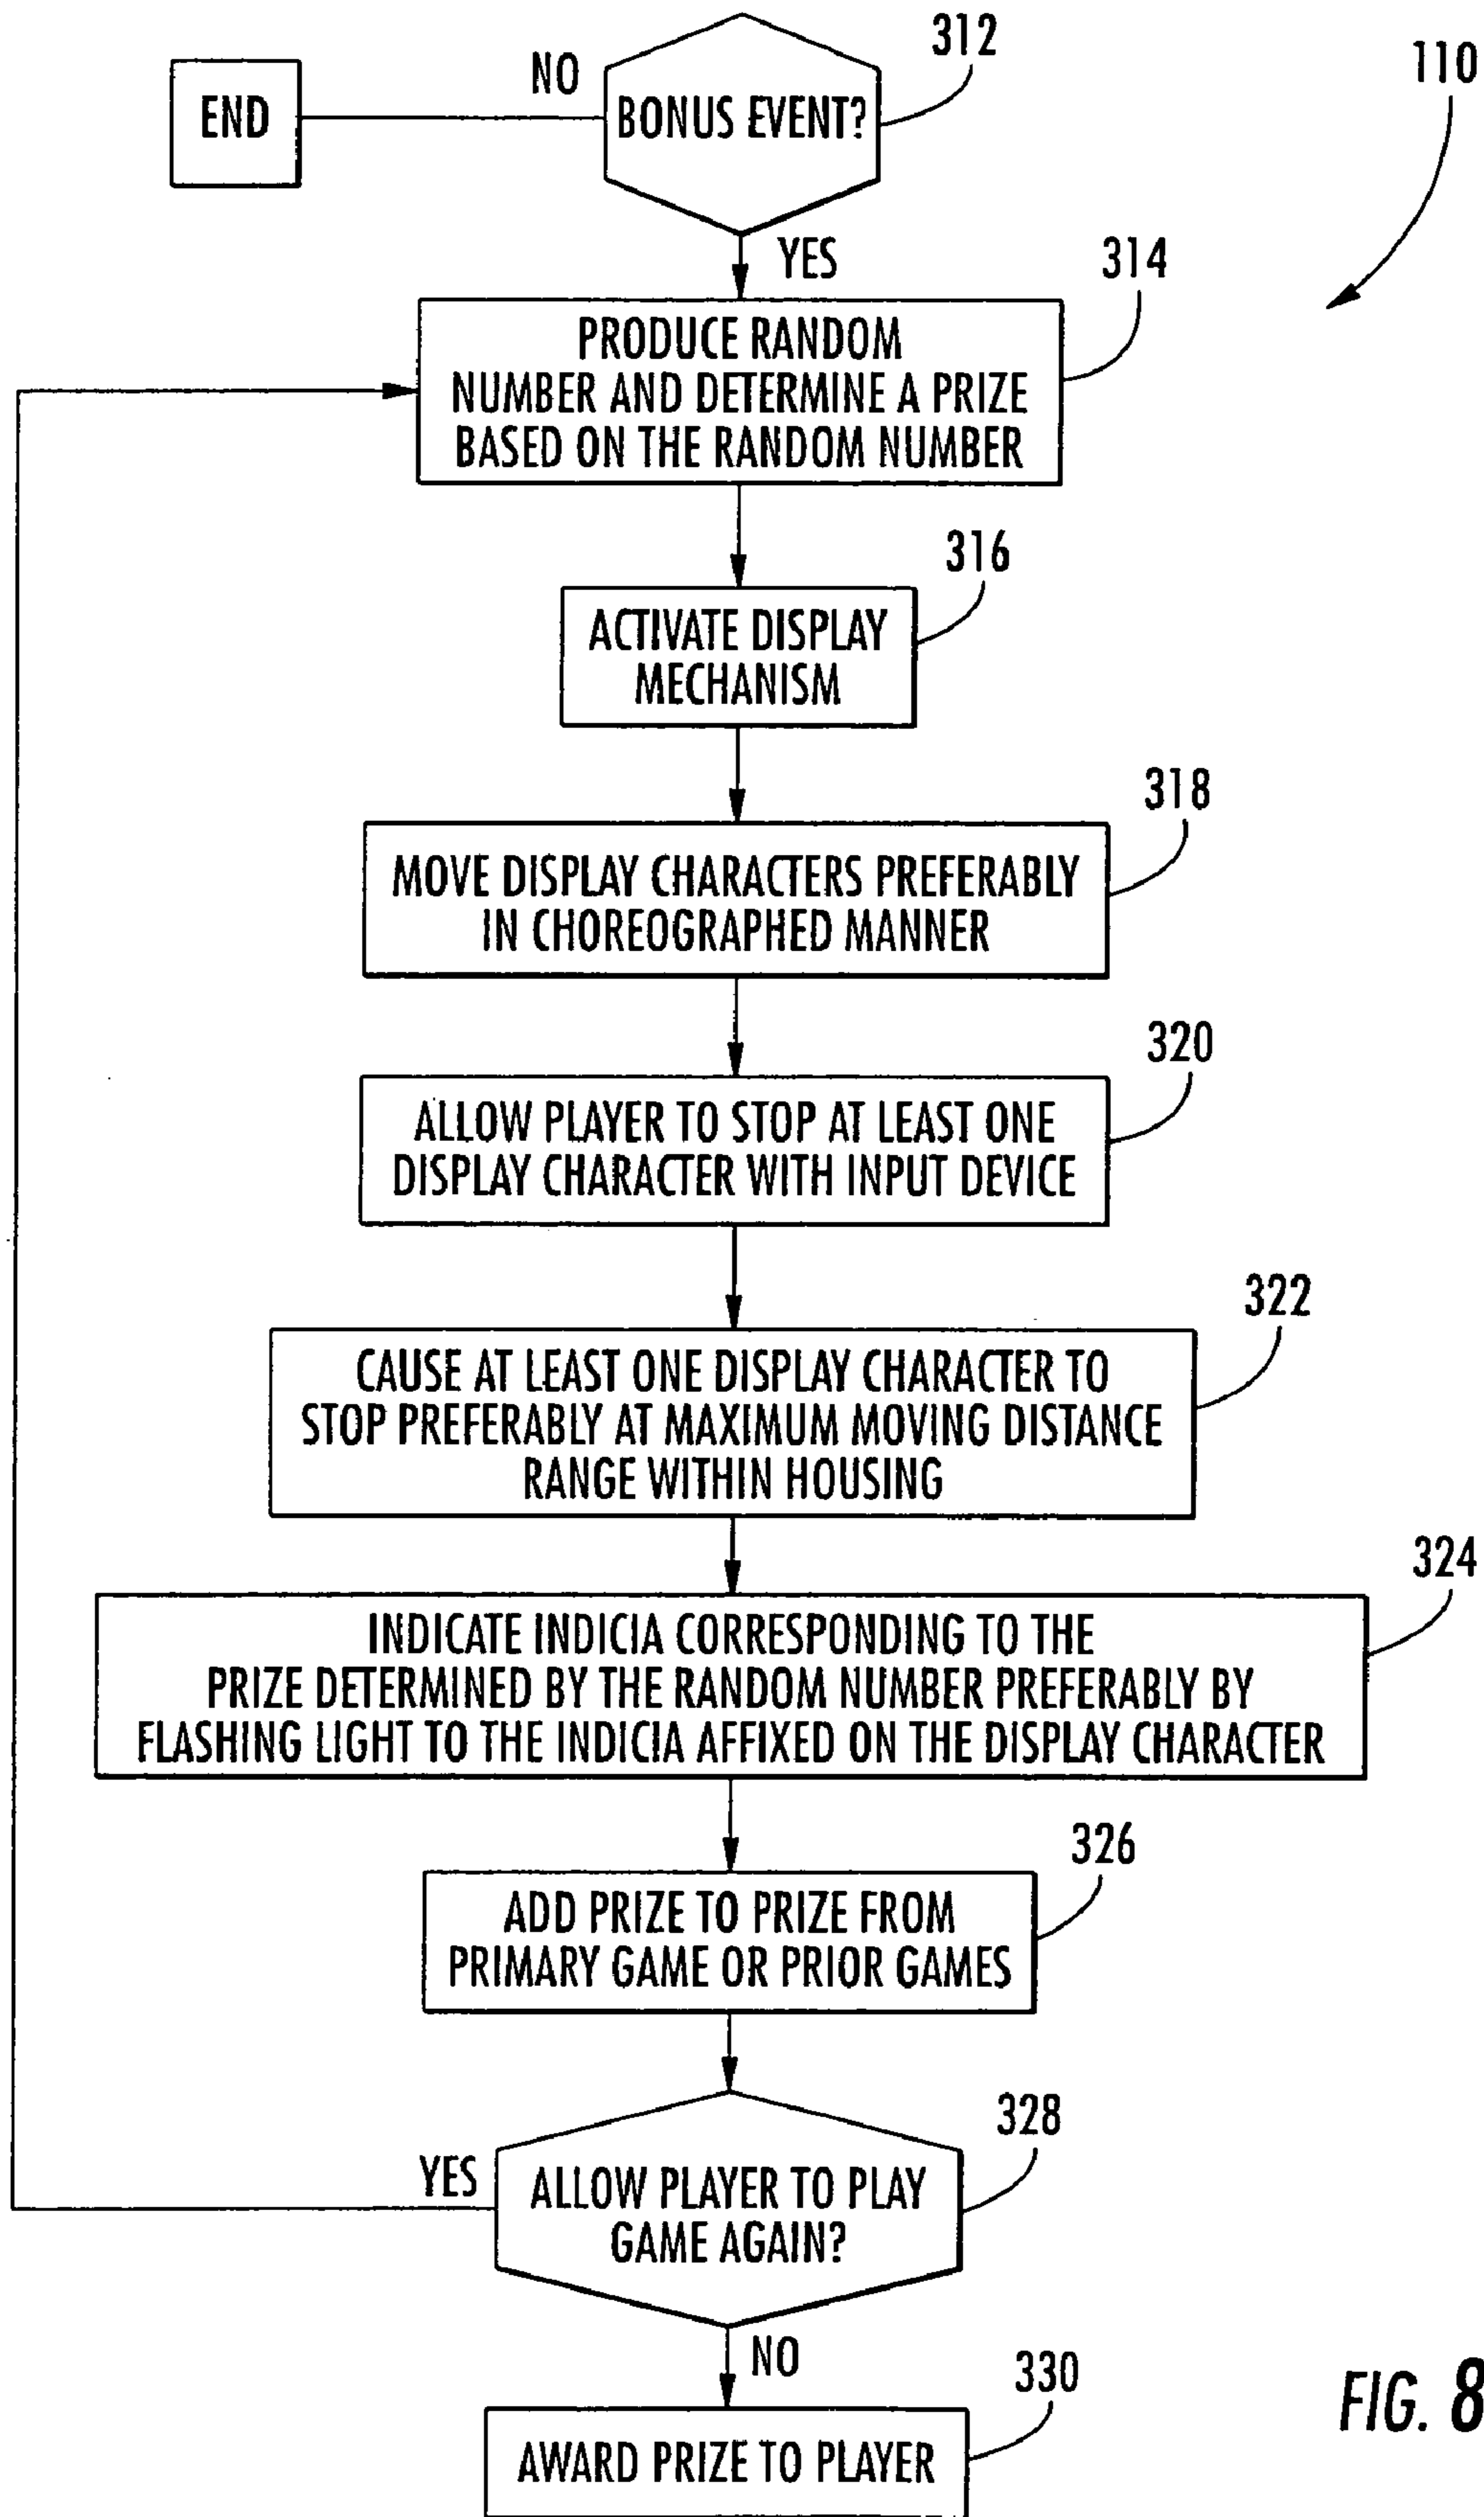 312
110
NO
END
BONUS EVENT?
YES
314
PRODUCE RANDOM
NUMBER AND DETERMINE A PRIZE
BASED ON THE RANDOM NUMBER
316
ACTIVATE DISPLAY
MECHANISM
318
MOVE DISPLAY CHARACTERS PREFERABLY
IN CHOREOGRAPHED MANNER
320
ALLOW PLAYER TO STOP AT LEAST ONE
DISPLAY CHARACTER WITH INPUT DEVICE
322
CAUSE AT LEAST ONE DISPLAY CHARACTER TO
STOP PREFERABLY AT MAXIMUM MOVING DISTANCE
RANGE WITHIN HOUSING
324
INDICATE INDICIA CORRESPONDING TO THE
PRIZE DETERMINED BY THE RANDOM NUMBER PREFERABLY BY
FLASHING LIGHT TO THE INDICIA AFFIXED ON THE DISPLAY CHARACTER
326
ADD PRIZE TO PRIZE FROM
PRIMARY GAME OR PRIOR GAMES
328
YES
ALLOW PLAYER TO PLAY
GAME AGAIN?
NO
330
AWARD PRIZE TO PLAYER
FIG. 8